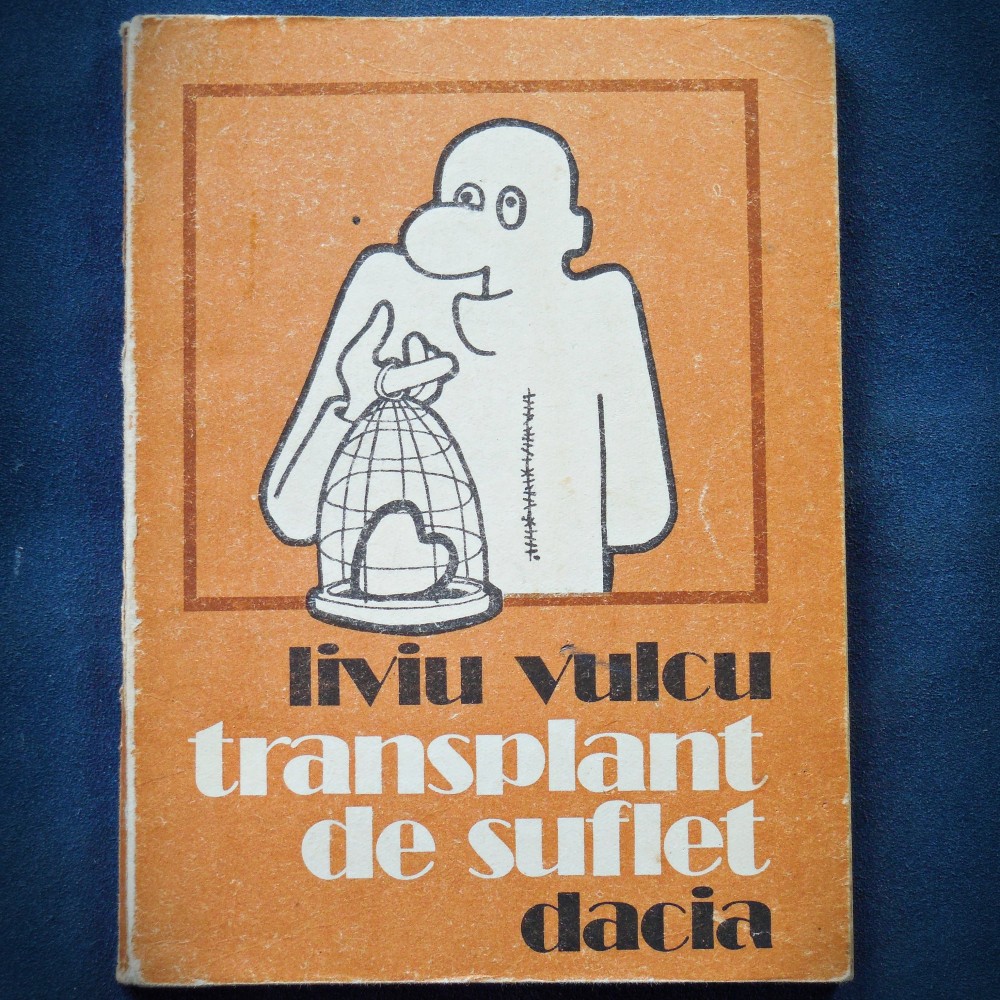 liviu vulcu
transplant
de suflet
dacia